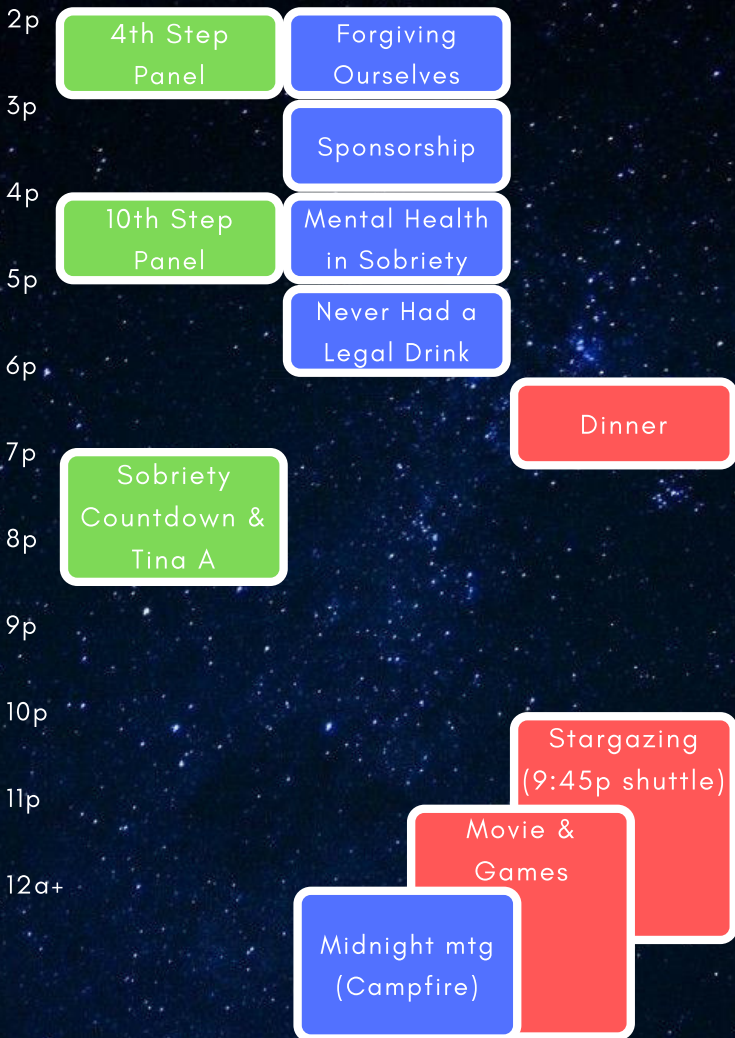 2p
4th Step
Panel
Forgiving
Ourselves
3p
Sponsorship
4p
10th Step
Panel
Mental Health
in Sobriety
5p
Never Had a
Legal Drink
6p
Dinner
7p
Sobriety
Countdown &
Tina A
8p
9p
10p
Stargazing
(9:45p shuttle)
11p
Movie &
Games
12a+
Midnight mtg
(Campfire)